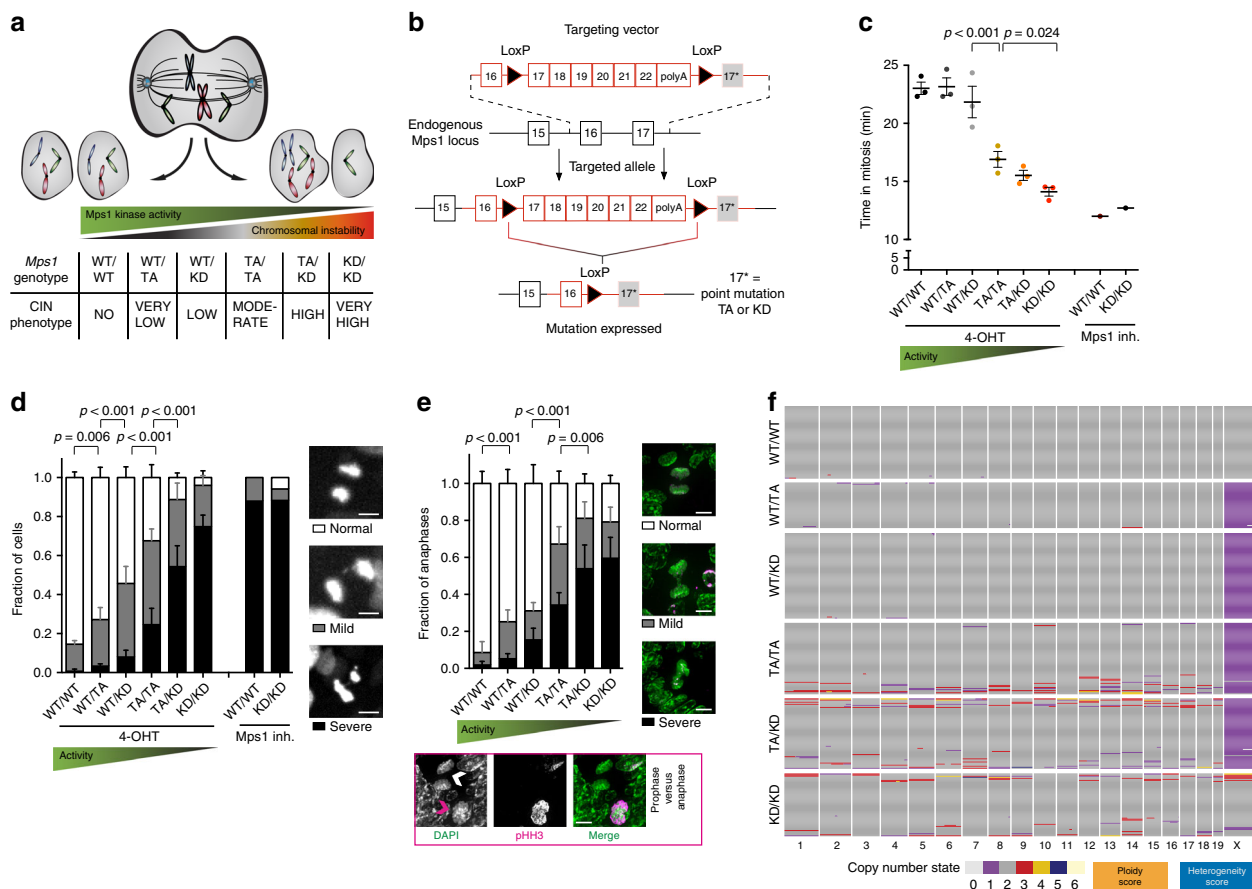 a
Mps1 kinase activity
Chromosomal instability
Mps1 genotype
WT/WT
WT/TA
WT/KD
TA/TA
TA/KD
KD/KD
CIN phenotype
NO
VERY LOW
LOW
MODE-RATE
HIGH
VERY HIGH
b
Targeting vector
LoxP
LoxP
16
17
18
19
20
21
22
polyA
17*
Endogenous
Mps1 locus
15
16
17
Targeted allele
LoxP
LoxP
15
16
17
18
19
20
21
22
polyA
17*
LoxP
15
16
17*
17* =
point mutation
TA or KD
Mutation expressed
c
p < 0.001
p = 0.024
Time in mitosis (min)
25
20
15
10
5
0
WT/WT
WT/TA
WT/KD
TA/TA
TA/KD
KD/KD
WT/WT
KD/KD
4-OHT
Mps1 inh.
Activity
d
p < 0.001
p < 0.001
p = 0.006
p < 0.001
Fraction of cells
1.0
0.8
0.6
0.4
0.2
0.0
WT/WT
WT/TA
WT/KD
TA/TA
TA/KD
KD/KD
WT/WT
KD/KD
4-OHT
Mps1 inh.
Activity
Normal
Mild
Severe
e
p < 0.001
p < 0.001
p = 0.006
Fraction of anaphases
1.0
0.8
0.6
0.4
0.2
0.0
WT/WT
WT/TA
WT/KD
TA/TA
TA/KD
KD/KD
Activity
Normal
Mild
Severe
DAPI
pHH3
Merge
Prophase
versus
anaphase
f
WT/WT
WT/TA
WT/KD
TA/TA
TA/KD
KD/KD
1 2 3 4 5 6 7 8 9 10 11 12 13 14 15 16 17 18 19 X
Copy number state
0 1 2 3 4 5 6
Ploidy
score
Heterogeneity
score